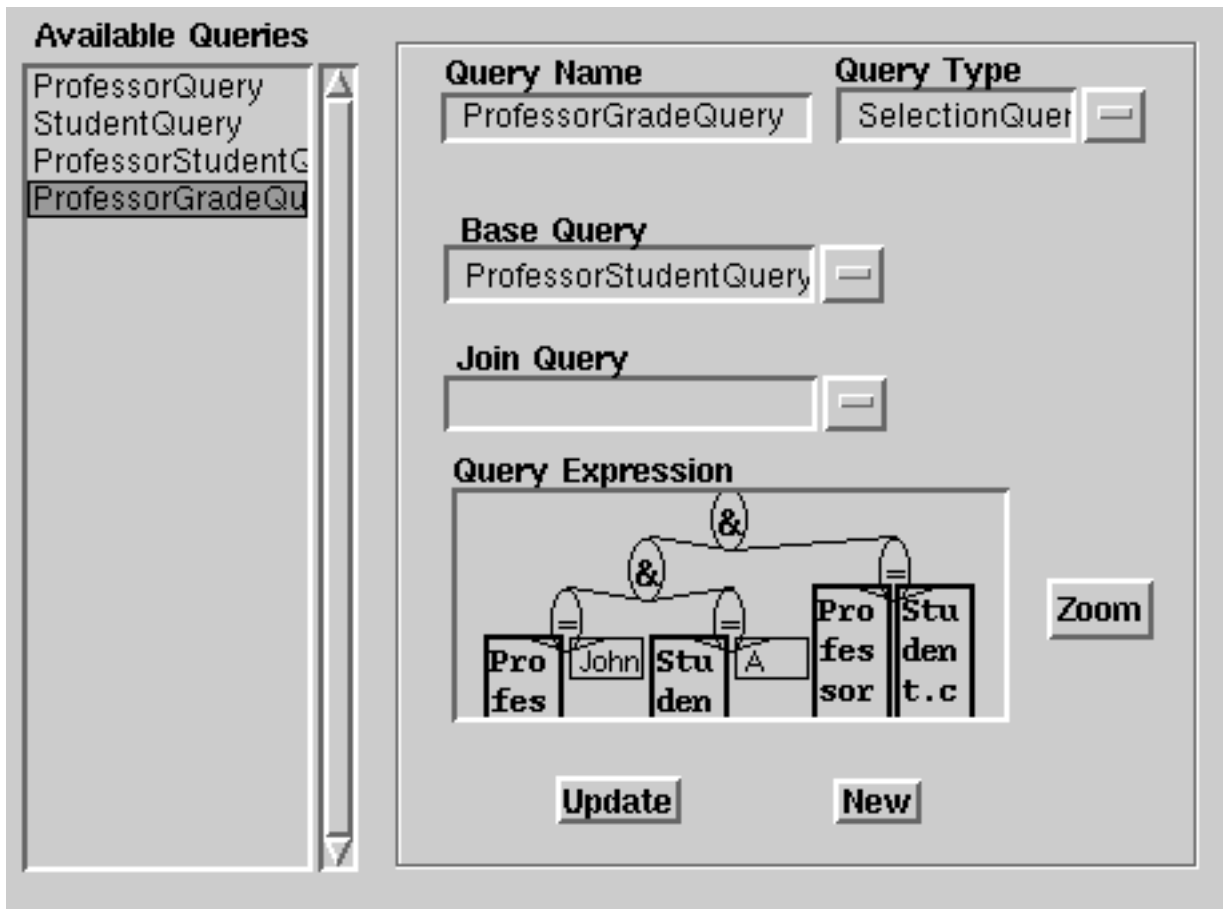 Available Queries
ProfessorQuery
StudentQuery
ProfessorStudentQ
ProfessorGradeQu
Query Name
Query Type
ProfessorGradeQuery
SelectionQuer
Base Query
ProfessorStudentQuery
Join Query
Query Expression
&
&
=
=
=
Pro
fes
sor
Stu
den
t.c
Pro
fes
John
Stu
den
A
Zoom
Update
New